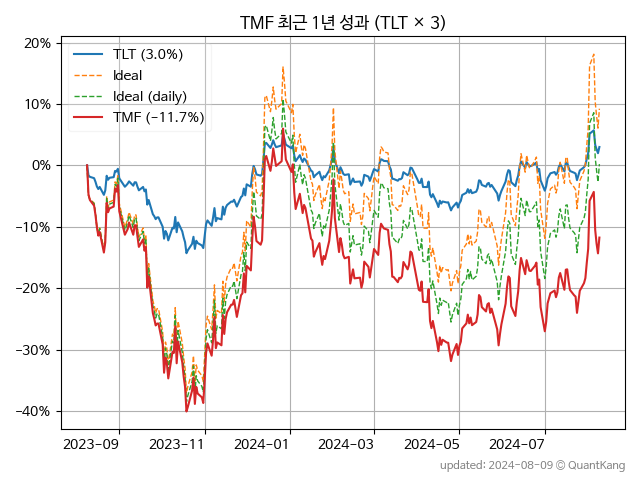 TMF 최근 1년 성과 (TLT × 3)
20%
10%
0%
−10%
−20%
−30%
−40%
TLT (3.0%)
Ideal
Ideal (daily)
TMF (−11.7%)
2023-09 2023-11 2024-01 2024-03 2024-05 2024-07
updated: 2024-08-09 ⓒ QuantKang